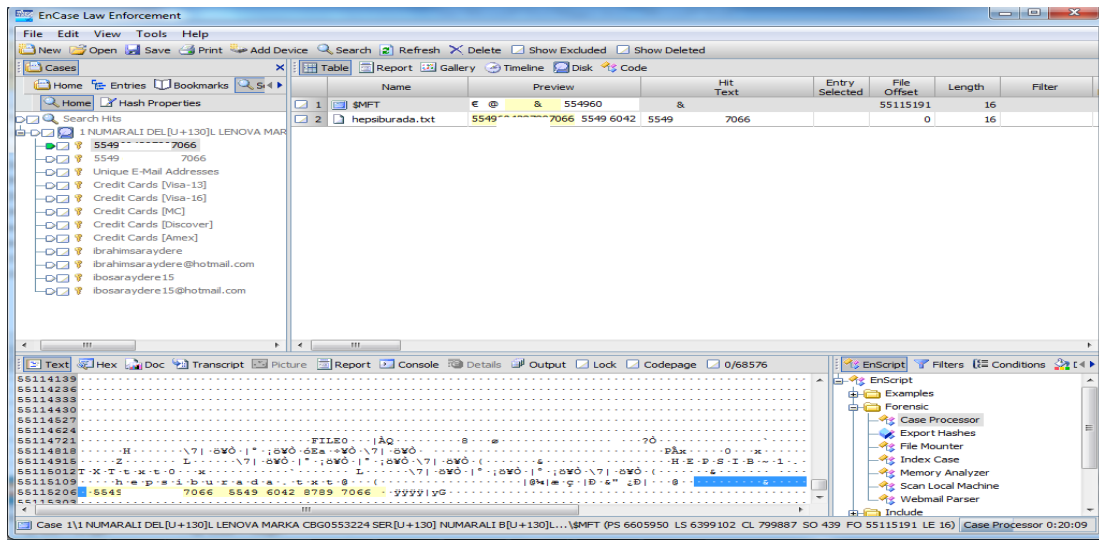 EnCase Law Enforcement
File Edit View Tools Help
New Open Save Print Add Device Search Refresh Delete Show Excluded Show Deleted
Cases
Table Report Gallery Timeline Disk Code
Home Entries Bookmarks
Home Hash Properties
Name Preview Hit Text Entry Selected File Offset Length Filter
1 $MFT € @ & 554960 & 55115191 16
2 hepsiburada.txt 5549 7066 5549 6042 5549 7066 0 16
Search Hits
1 NUMARALI DEL[U+130]L LENOVA MAR
5549 7066
5549 7066
Unique E-Mail Addresses
Credit Cards [Visa-13]
Credit Cards [Visa-16]
Credit Cards [MC]
Credit Cards [Discover]
Credit Cards [Amex]
ibrahimsaraydere
ibrahimsaraydere@hotmail.com
ibosaraydere15
ibosaraydere15@hotmail.com
Text Hex Doc Transcript Picture Report Console Details Output Lock Codepage 0/68576
EnScript Filters Conditions
55114139
55114236
55114333
55114430
55114527
55114624
55114721 FILE0
55114818
55114915 H·E·P·S·I·B·~·1·
55115012 T·X·T·t·x·t·0
55115109 h·e·p·s·i·b·u·r·a·d·a·.·t·x·t
55115206 7066 5549 6042 8789 7066
55115303
EnScript
Examples
Forensic
Case Processor
Export Hashes
File Mounter
Index Case
Memory Analyzer
Scan Local Machine
Webmail Parser
Include
Case 1\1 NUMARALI DEL[U+130]L LENOVA MARKA CBG0553224 SER[U+130] NUMARALI B[U+130]L...\$MFT (PS 6605950 LS 6399102 CL 799887 SO 439 FO 55115191 LE 16) Case Processor 0:20:09